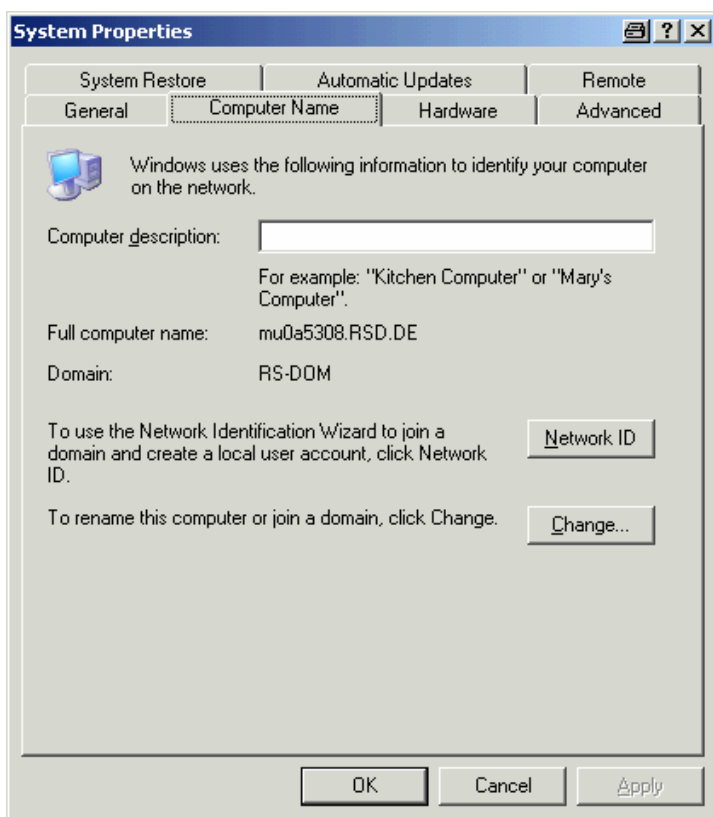 System Properties
System Restore
Automatic Updates
Remote
General
Computer Name
Hardware
Advanced
Windows uses the following information to identify your computer
on the network.
Computer description:
For example: "Kitchen Computer" or "Mary's
Computer".
Full computer name:
mu0a5308.RSD.DE
Domain:
RS-DOM
To use the Network Identification Wizard to join a
domain and create a local user account, click Network
ID.
Network ID
To rename this computer or join a domain, click Change.
Change...
OK
Cancel
Apply